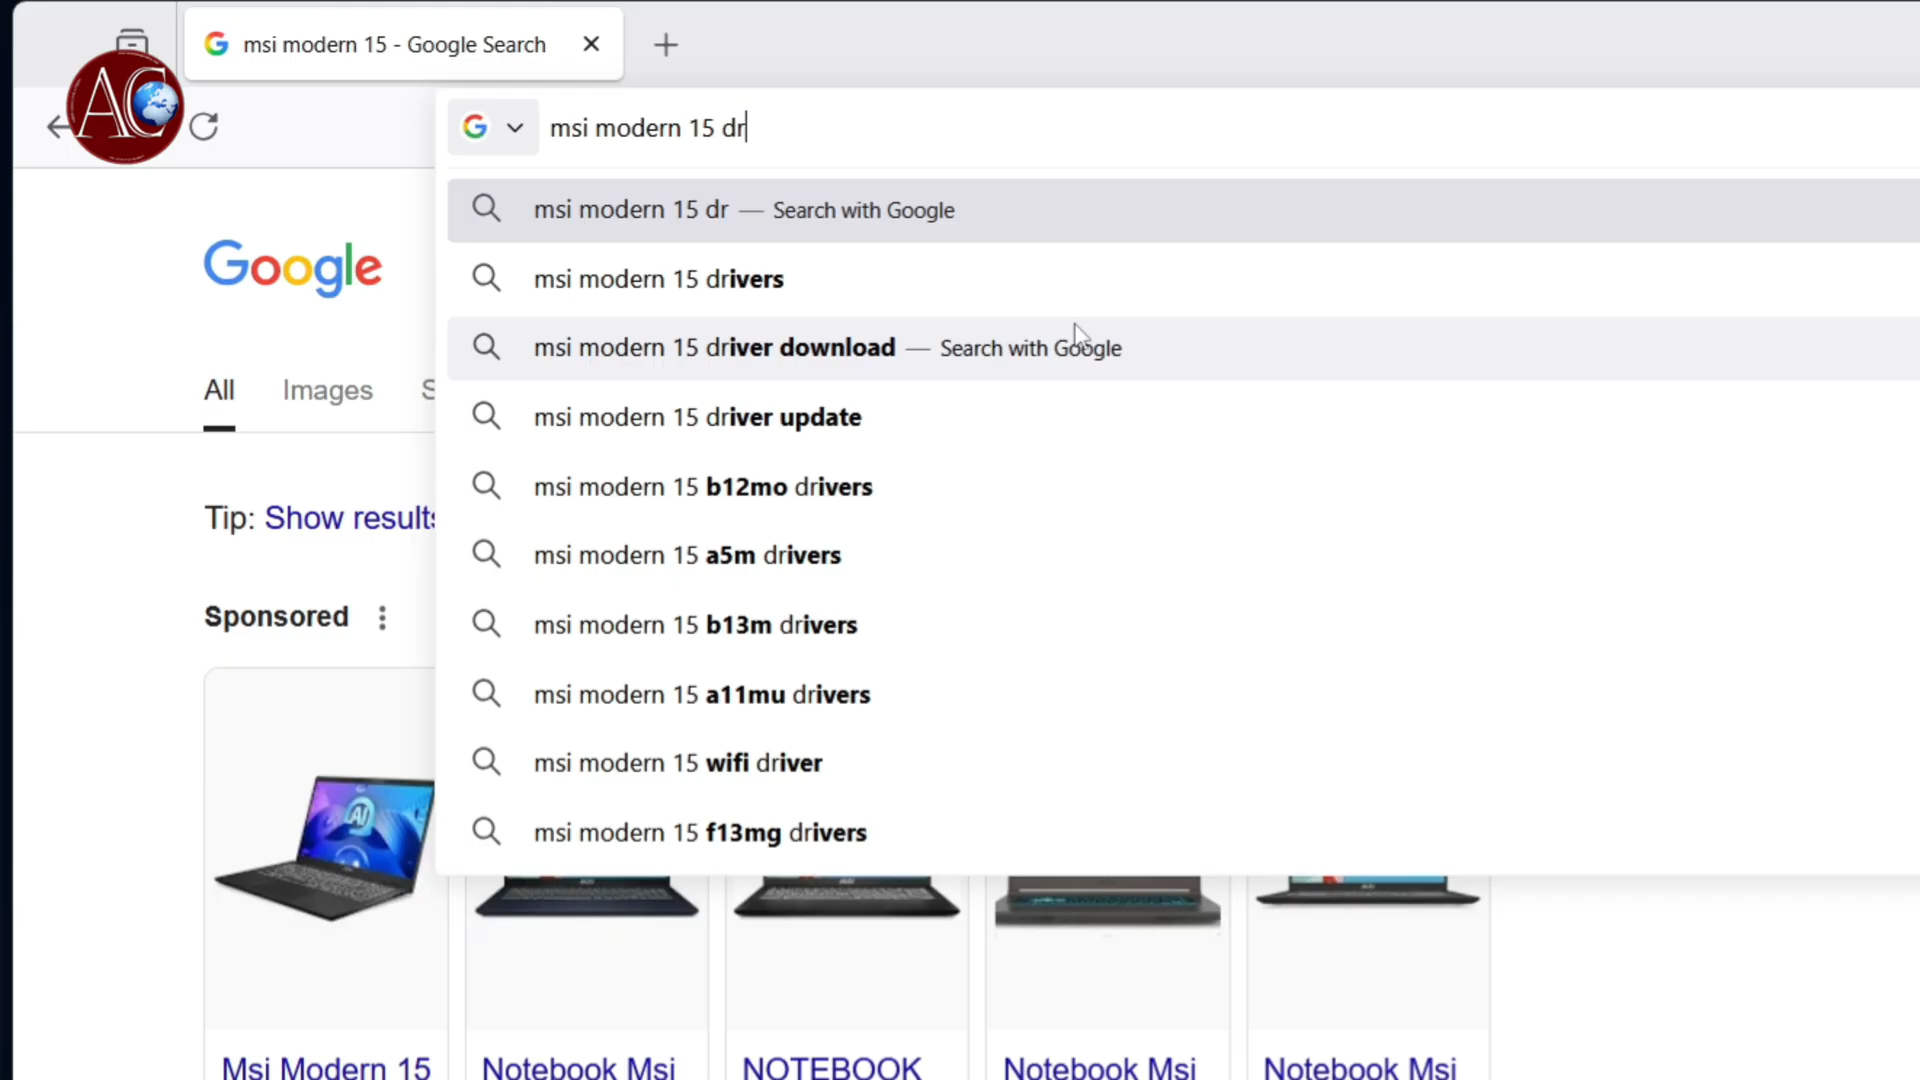 msi modern 15 - Google Search
AC
msi modern 15 dr
msi modern 15 dr — Search with Google
msi modern 15 drivers
msi modern 15 driver download — Search with Google
msi modern 15 driver update
msi modern 15 b12mo drivers
msi modern 15 a5m drivers
msi modern 15 b13m drivers
msi modern 15 a11mu drivers
msi modern 15 wifi driver
msi modern 15 f13mg drivers
Google
All Images S
Tip: Show results
Sponsored
AI
Msi Modern 15
Notebook Msi
NOTEBOOK
Notebook Msi
Notebook Msi